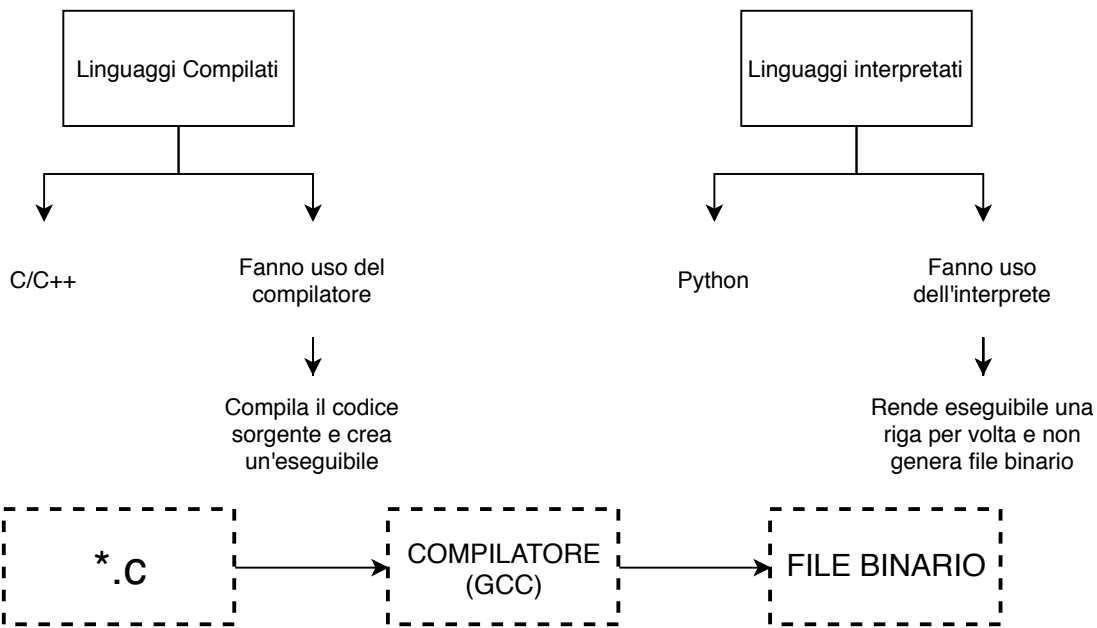 Linguaggi Compilati
Linguaggi interpretati
C/C++
Fanno uso del
compilatore
Python
Fanno uso
dell'interprete
Compila il codice
sorgente e crea
un'eseguibile
Rende eseguibile una
riga per volta e non
genera file binario
*.c
COMPILATORE
(GCC)
FILE BINARIO